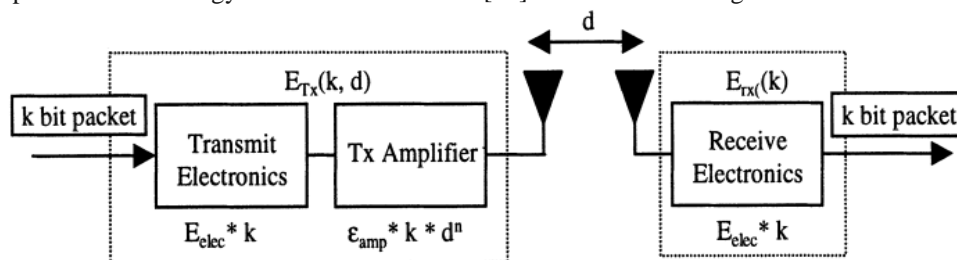 d
E_Tx(k, d)
E_rx((k)
k bit packet
Transmit
Electronics
Tx Amplifier
Receive
Electronics
k bit packet
E_elec * k
ε_amp * k * d^n
E_elec * k